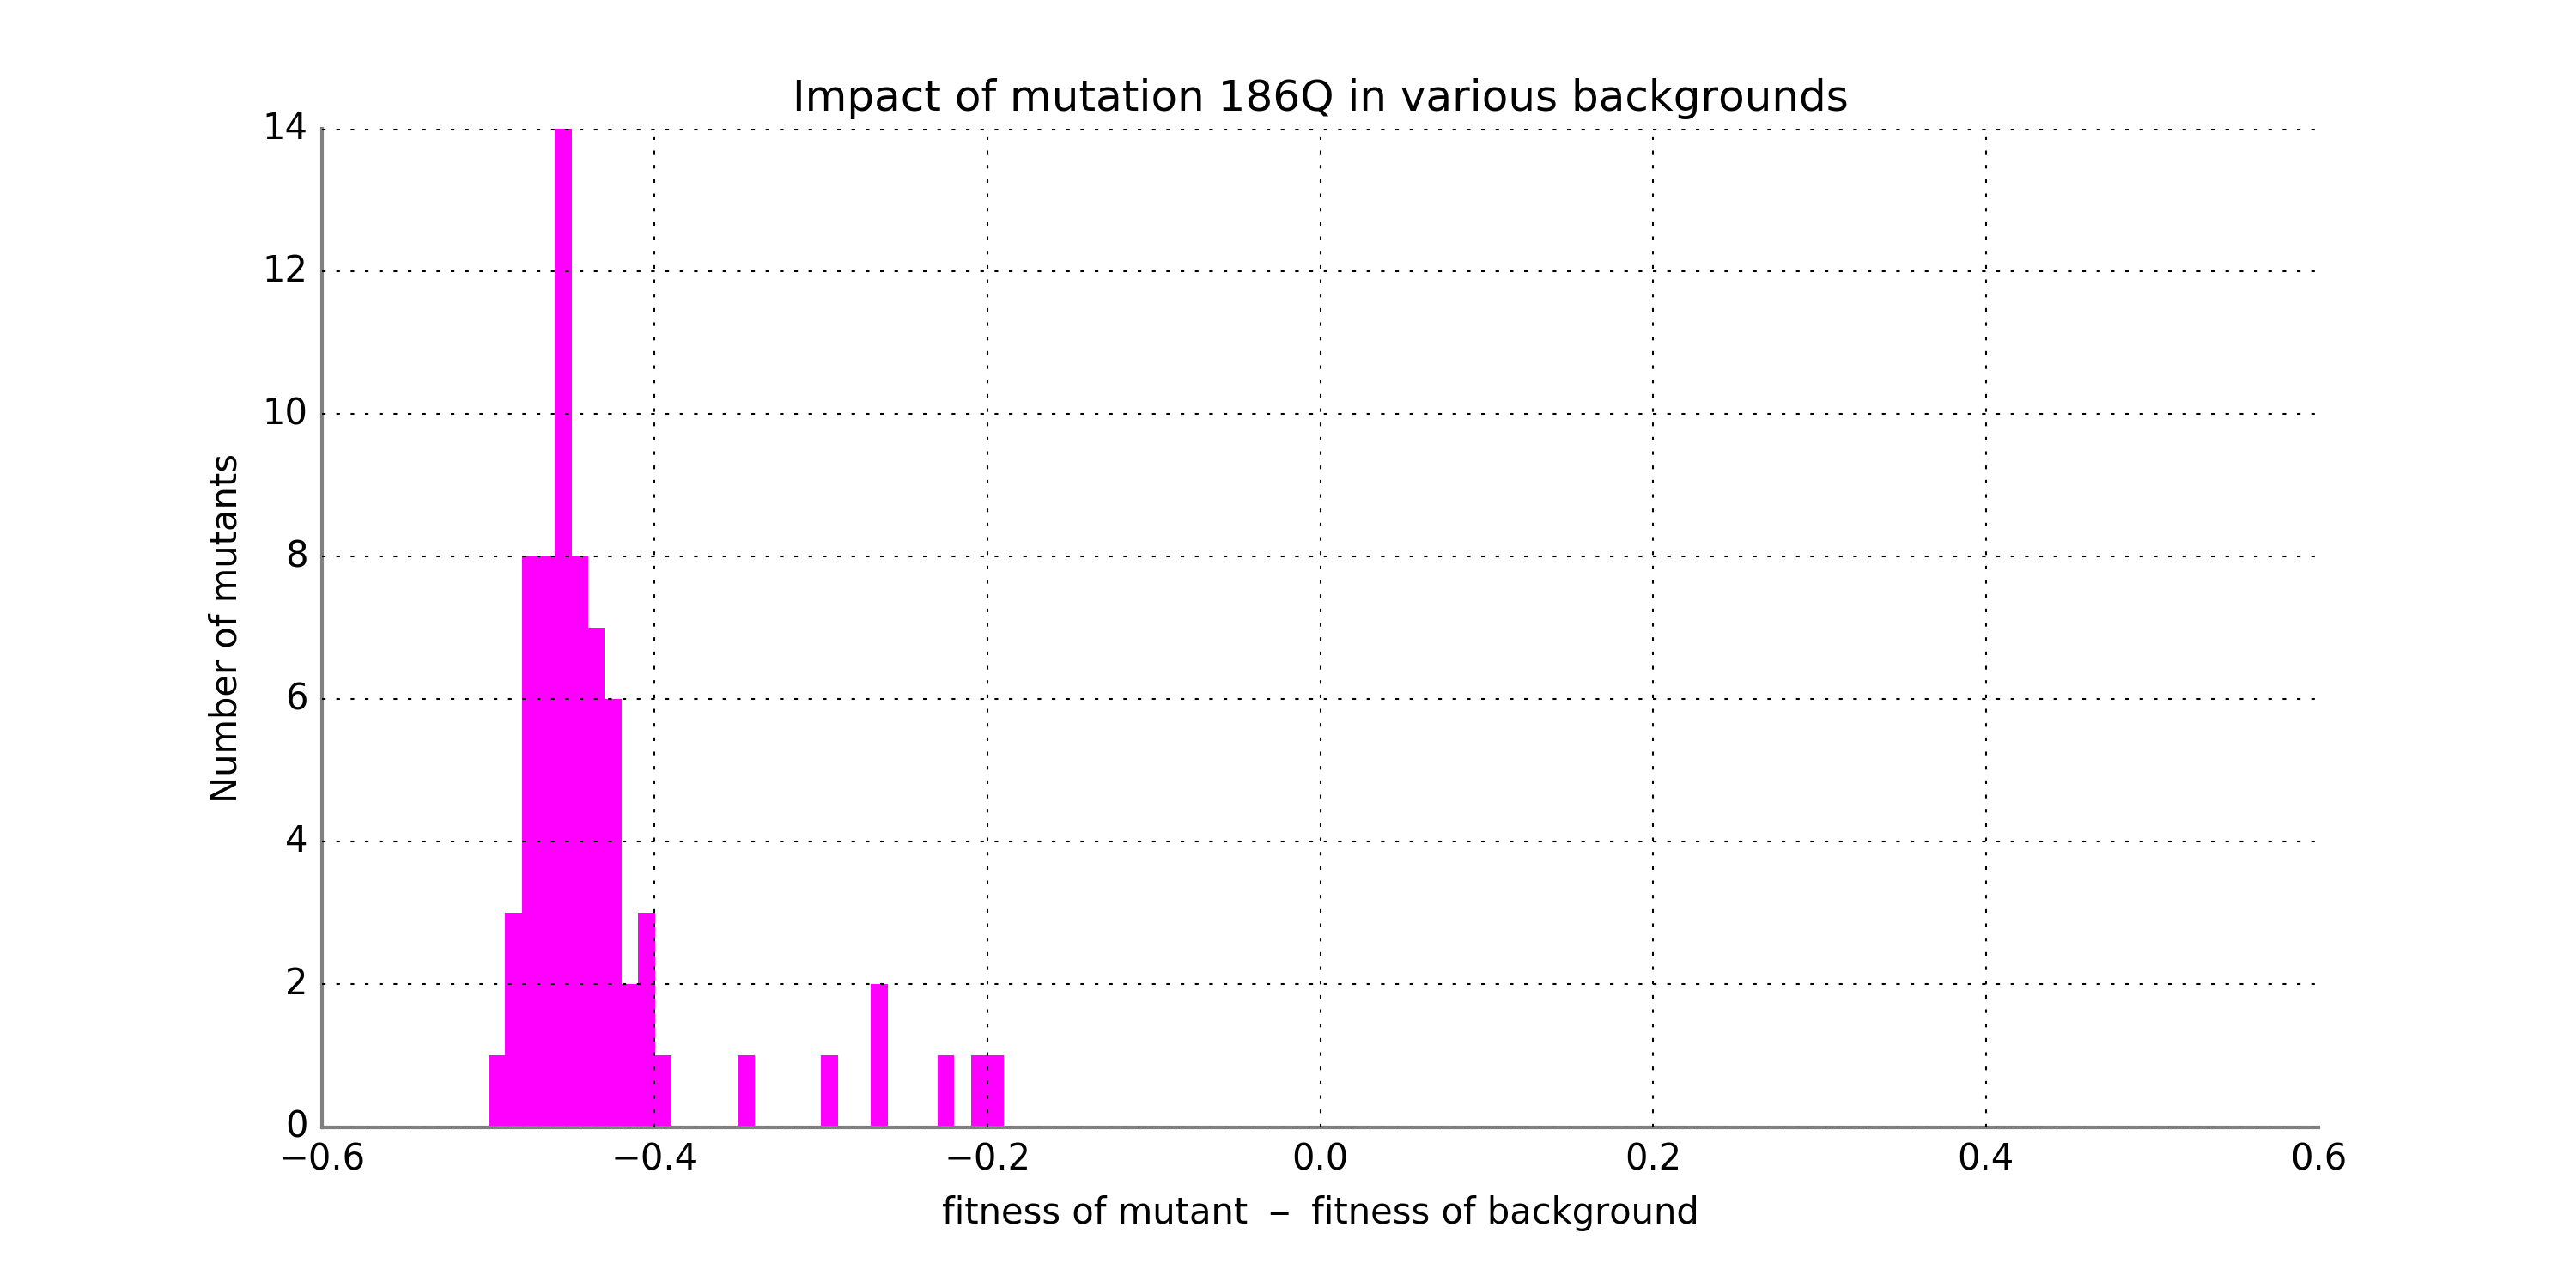 Impact of mutation 186Q in various backgrounds
14
12
10
8
6
4
2
0
Number of mutants
−0.6 −0.4 −0.2 0.0 0.2 0.4 0.6
fitness of mutant − fitness of background